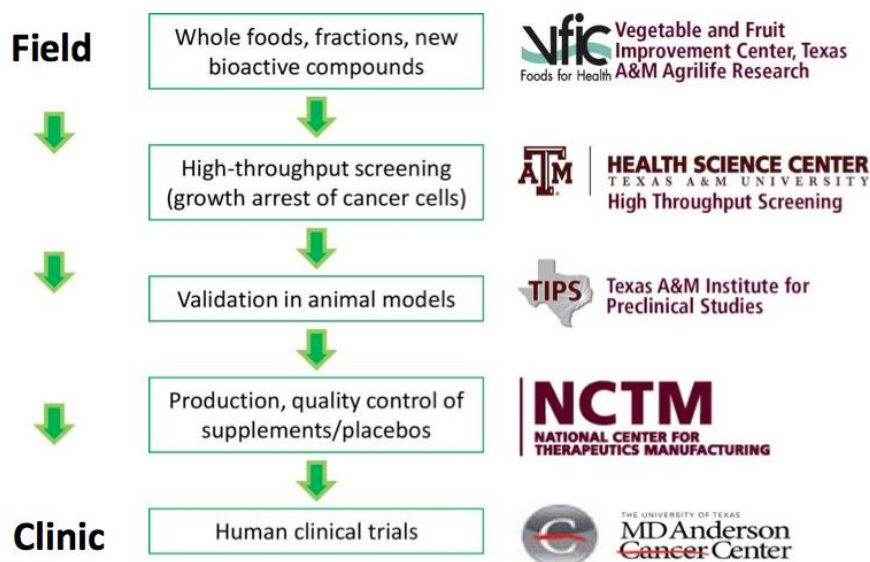 Field
Whole foods, fractions, new
bioactive compounds
vfic
Foods for Health
Vegetable and Fruit
Improvement Center, Texas
A&M Agrilife Research
High-throughput screening
(growth arrest of cancer cells)
ATM
HEALTH SCIENCE CENTER
TEXAS A&M UNIVERSITY
High Throughput Screening
Validation in animal models
TIPS
Texas A&M Institute for
Preclinical Studies
Production, quality control of
supplements/placebos
NCTM
NATIONAL CENTER FOR
THERAPEUTICS MANUFACTURING
Clinic
Human clinical trials
C
THE UNIVERSITY OF TEXAS
MD Anderson
Cancer Center